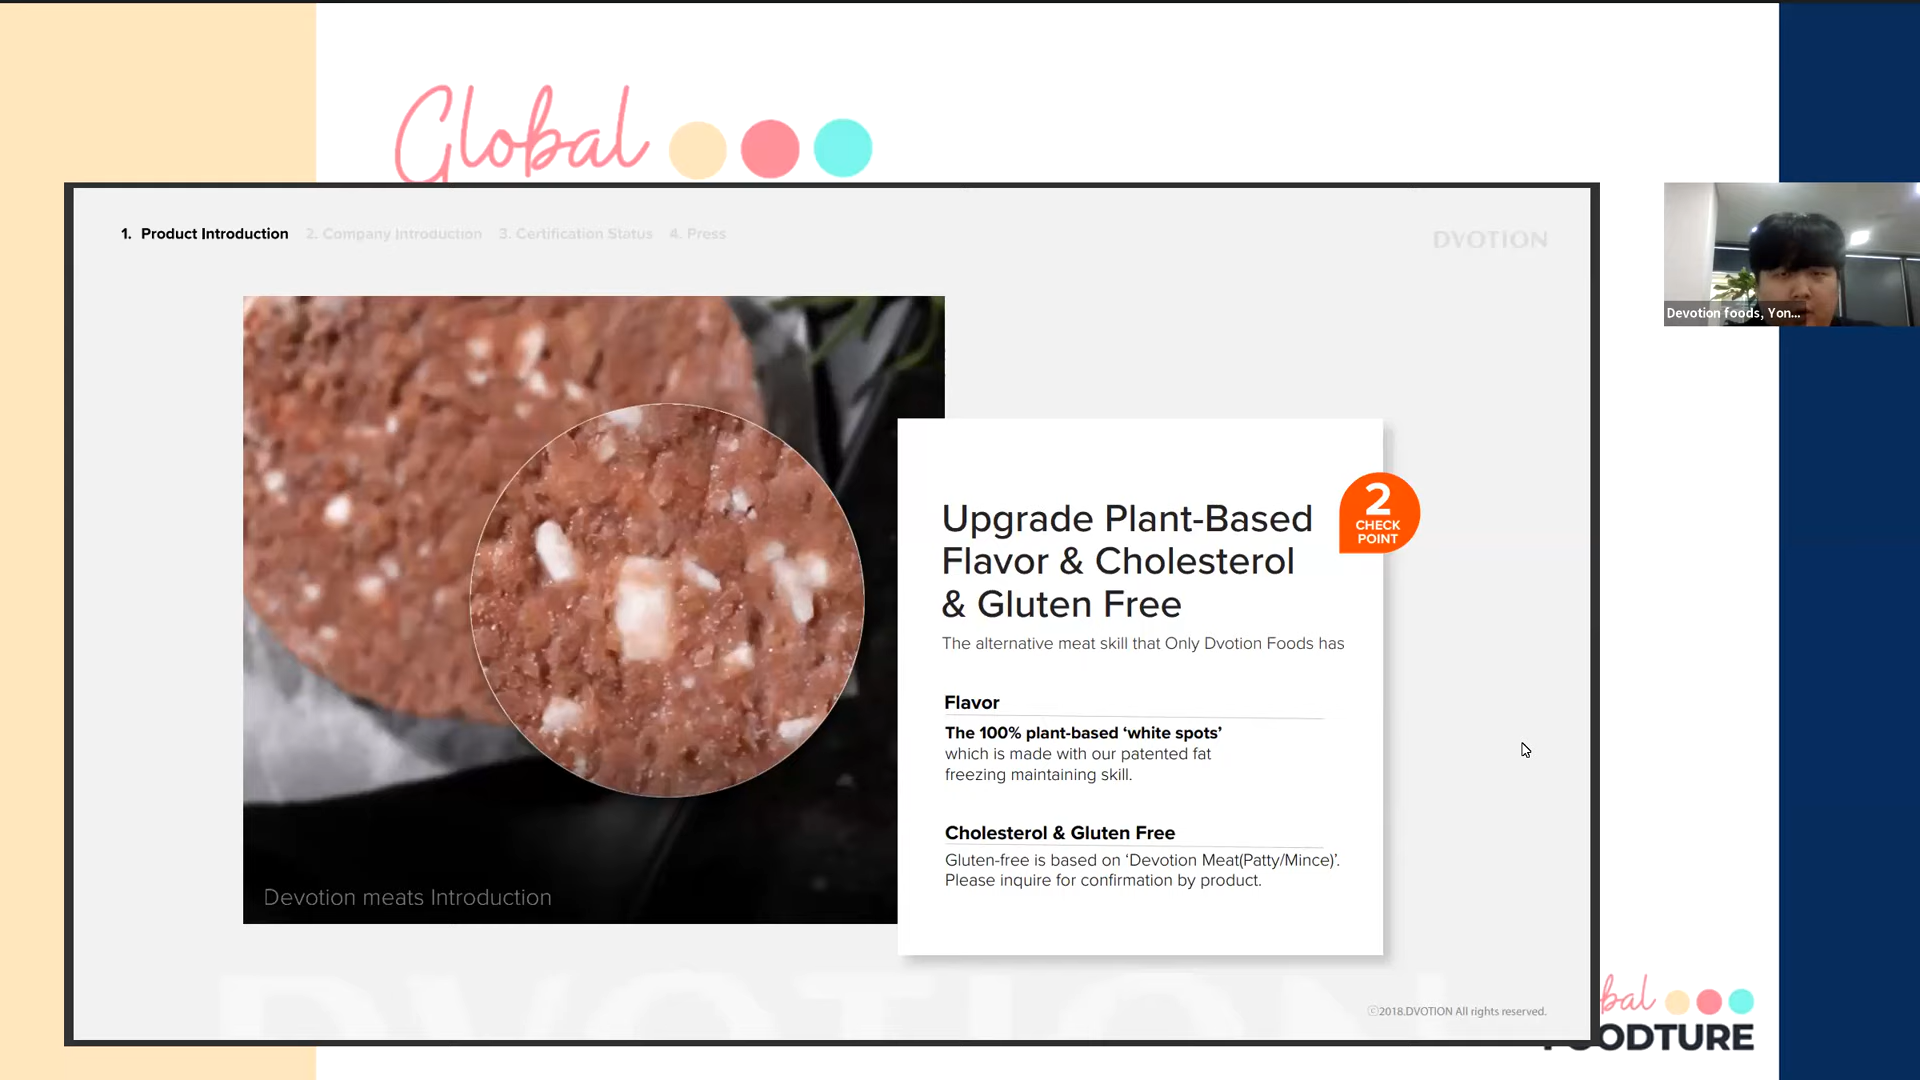 Global
1. Product Introduction 2. Company Introduction 3. Certification Status 4. Press
DVOTION
Devotion foods, Yon...
2
CHECK
POINT
Upgrade Plant-Based
Flavor & Cholesterol
& Gluten Free
The alternative meat skill that Only Dvotion Foods has
Flavor
The 100% plant-based ‘white spots’
which is made with our patented fat
freezing maintaining skill.
Cholesterol & Gluten Free
Gluten-free is based on ‘Devotion Meat(Patty/Mince)’.
Please inquire for confirmation by product.
Devotion meats Introduction
DVOTION
ⓒ2018.DVOTION All rights reserved.
bal
OODTURE